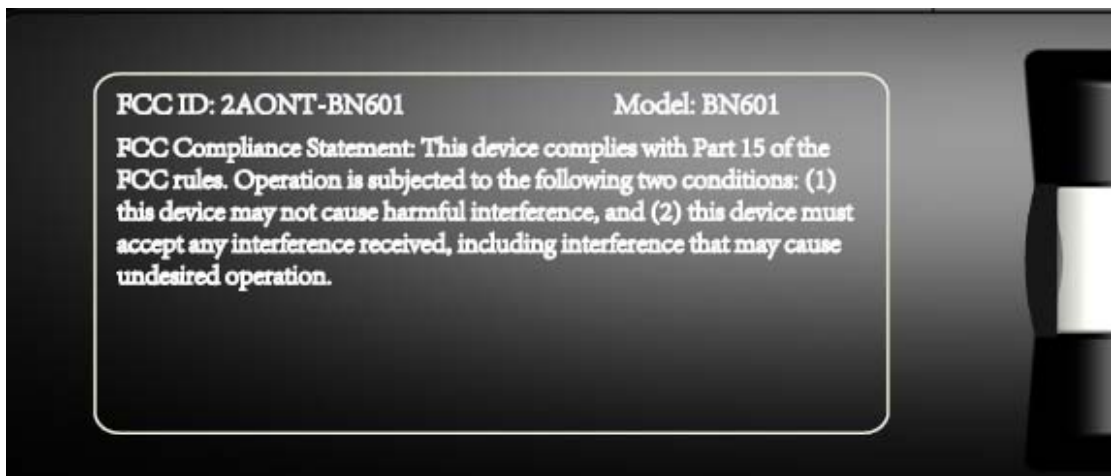 FCC ID: 2AONT-BN601 Model: BN601
FCC Compliance Statement: This device complies with Part 15 of the
FCC rules. Operation is subjected to the following two conditions: (1)
this device may not cause harmful interference, and (2) this device must
accept any interference received, including interference that may cause
undesired operation.